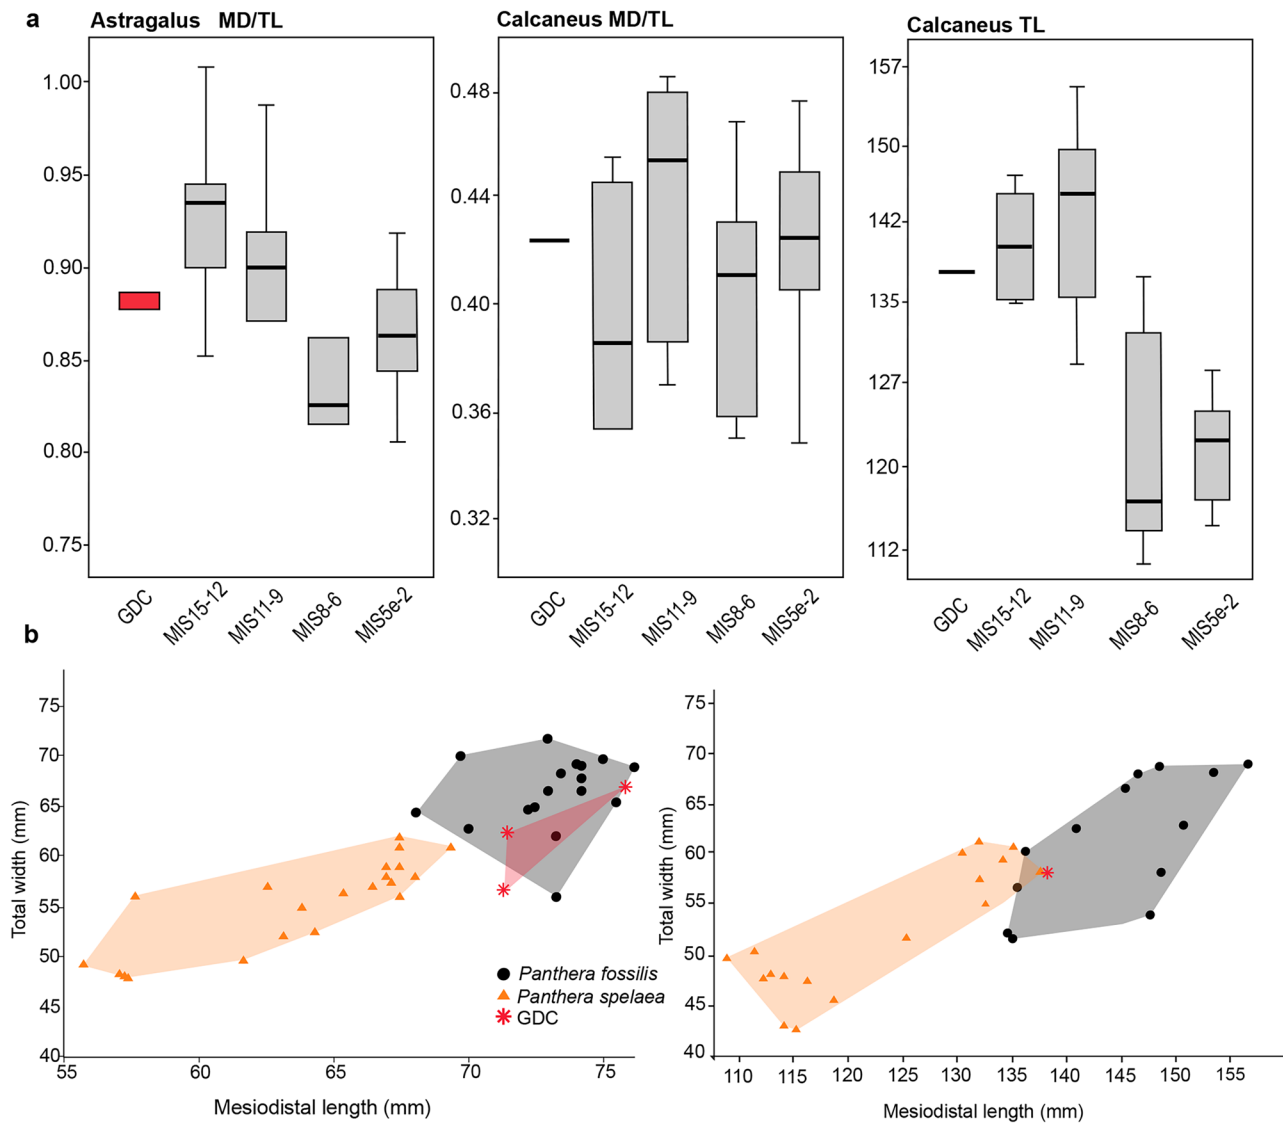 a
Astragalus MD/TL
1.00
0.95
0.90
0.85
0.80
0.75
GDC
MIS15-12
MIS11-9
MIS8-6
MIS5e-2
Calcaneus MD/TL
0.48
0.44
0.40
0.36
0.32
GDC
MIS15-12
MIS11-9
MIS8-6
MIS5e-2
Calcaneus TL
157
150
142
135
127
120
112
GDC
MIS15-12
MIS11-9
MIS8-6
MIS5e-2
b
Total width (mm)
75
70
65
60
55
50
45
40
55
60
65
70
75
Mesiodistal length (mm)
Panthera fossilis
Panthera spelaea
GDC
Total width (mm)
75
70
65
60
55
50
45
40
110
115
120
125
130
135
140
145
150
155
Mesiodistal length (mm)